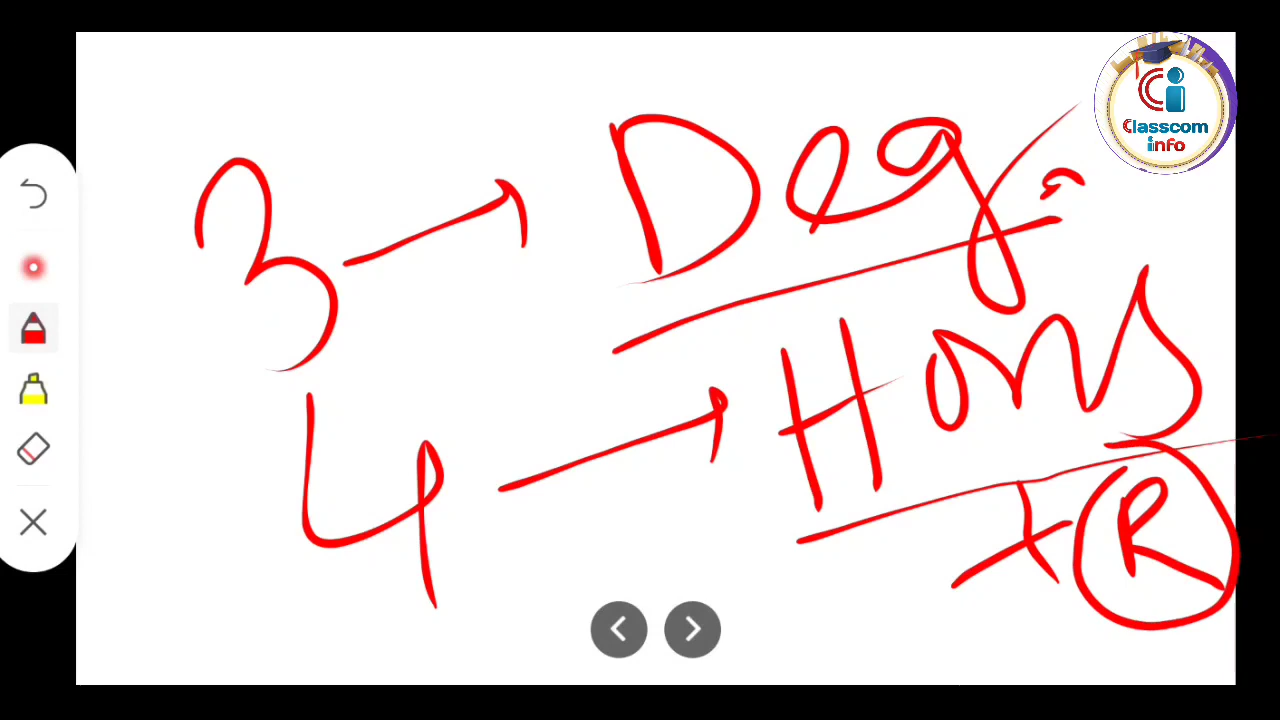 Classcom
info
3 → Deg.
4 → Hons
+ R